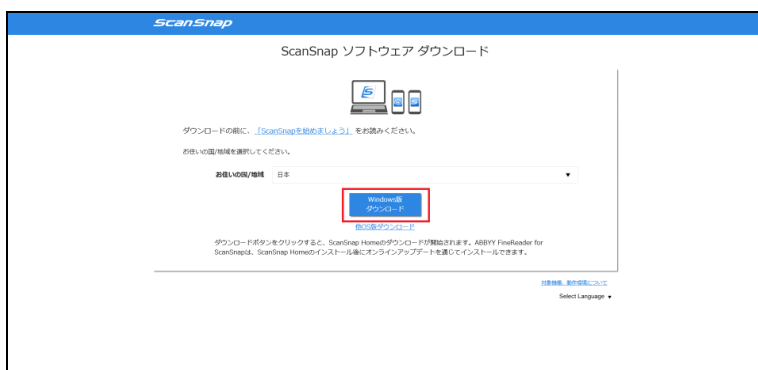 ScanSnap
ScanSnap ソフトウェア ダウンロード
ダウンロードの前に、「ScanSnapを始めましょう」 をお読みください。
お住いの国/地域を選択してください。
お住いの国/地域 日本 ▼
Windows版
ダウンロード
他OS版ダウンロード
ダウンロードボタンをクリックすると、ScanSnap Homeのダウンロードが開始されます。ABBYY FineReader for
ScanSnapは、ScanSnap Homeのインストール後にオンラインアップデートを通じてインストールできます。
対象機種、動作環境について
Select Language ▼